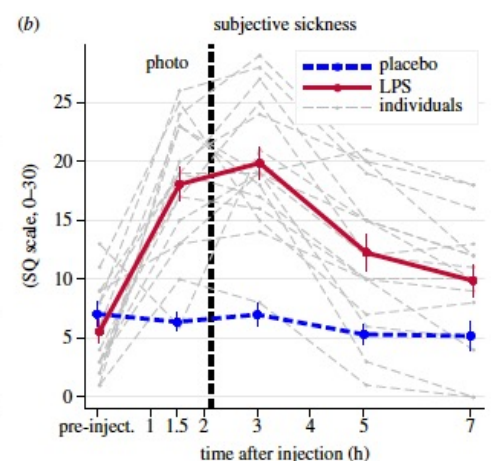 (b) subjective sickness
photo
placebo
LPS
individuals
25
20
15
10
5
0
(SQ scale, 0–30)
pre-inject. 1 1.5 2 3 4 5 7
time after injection (h)